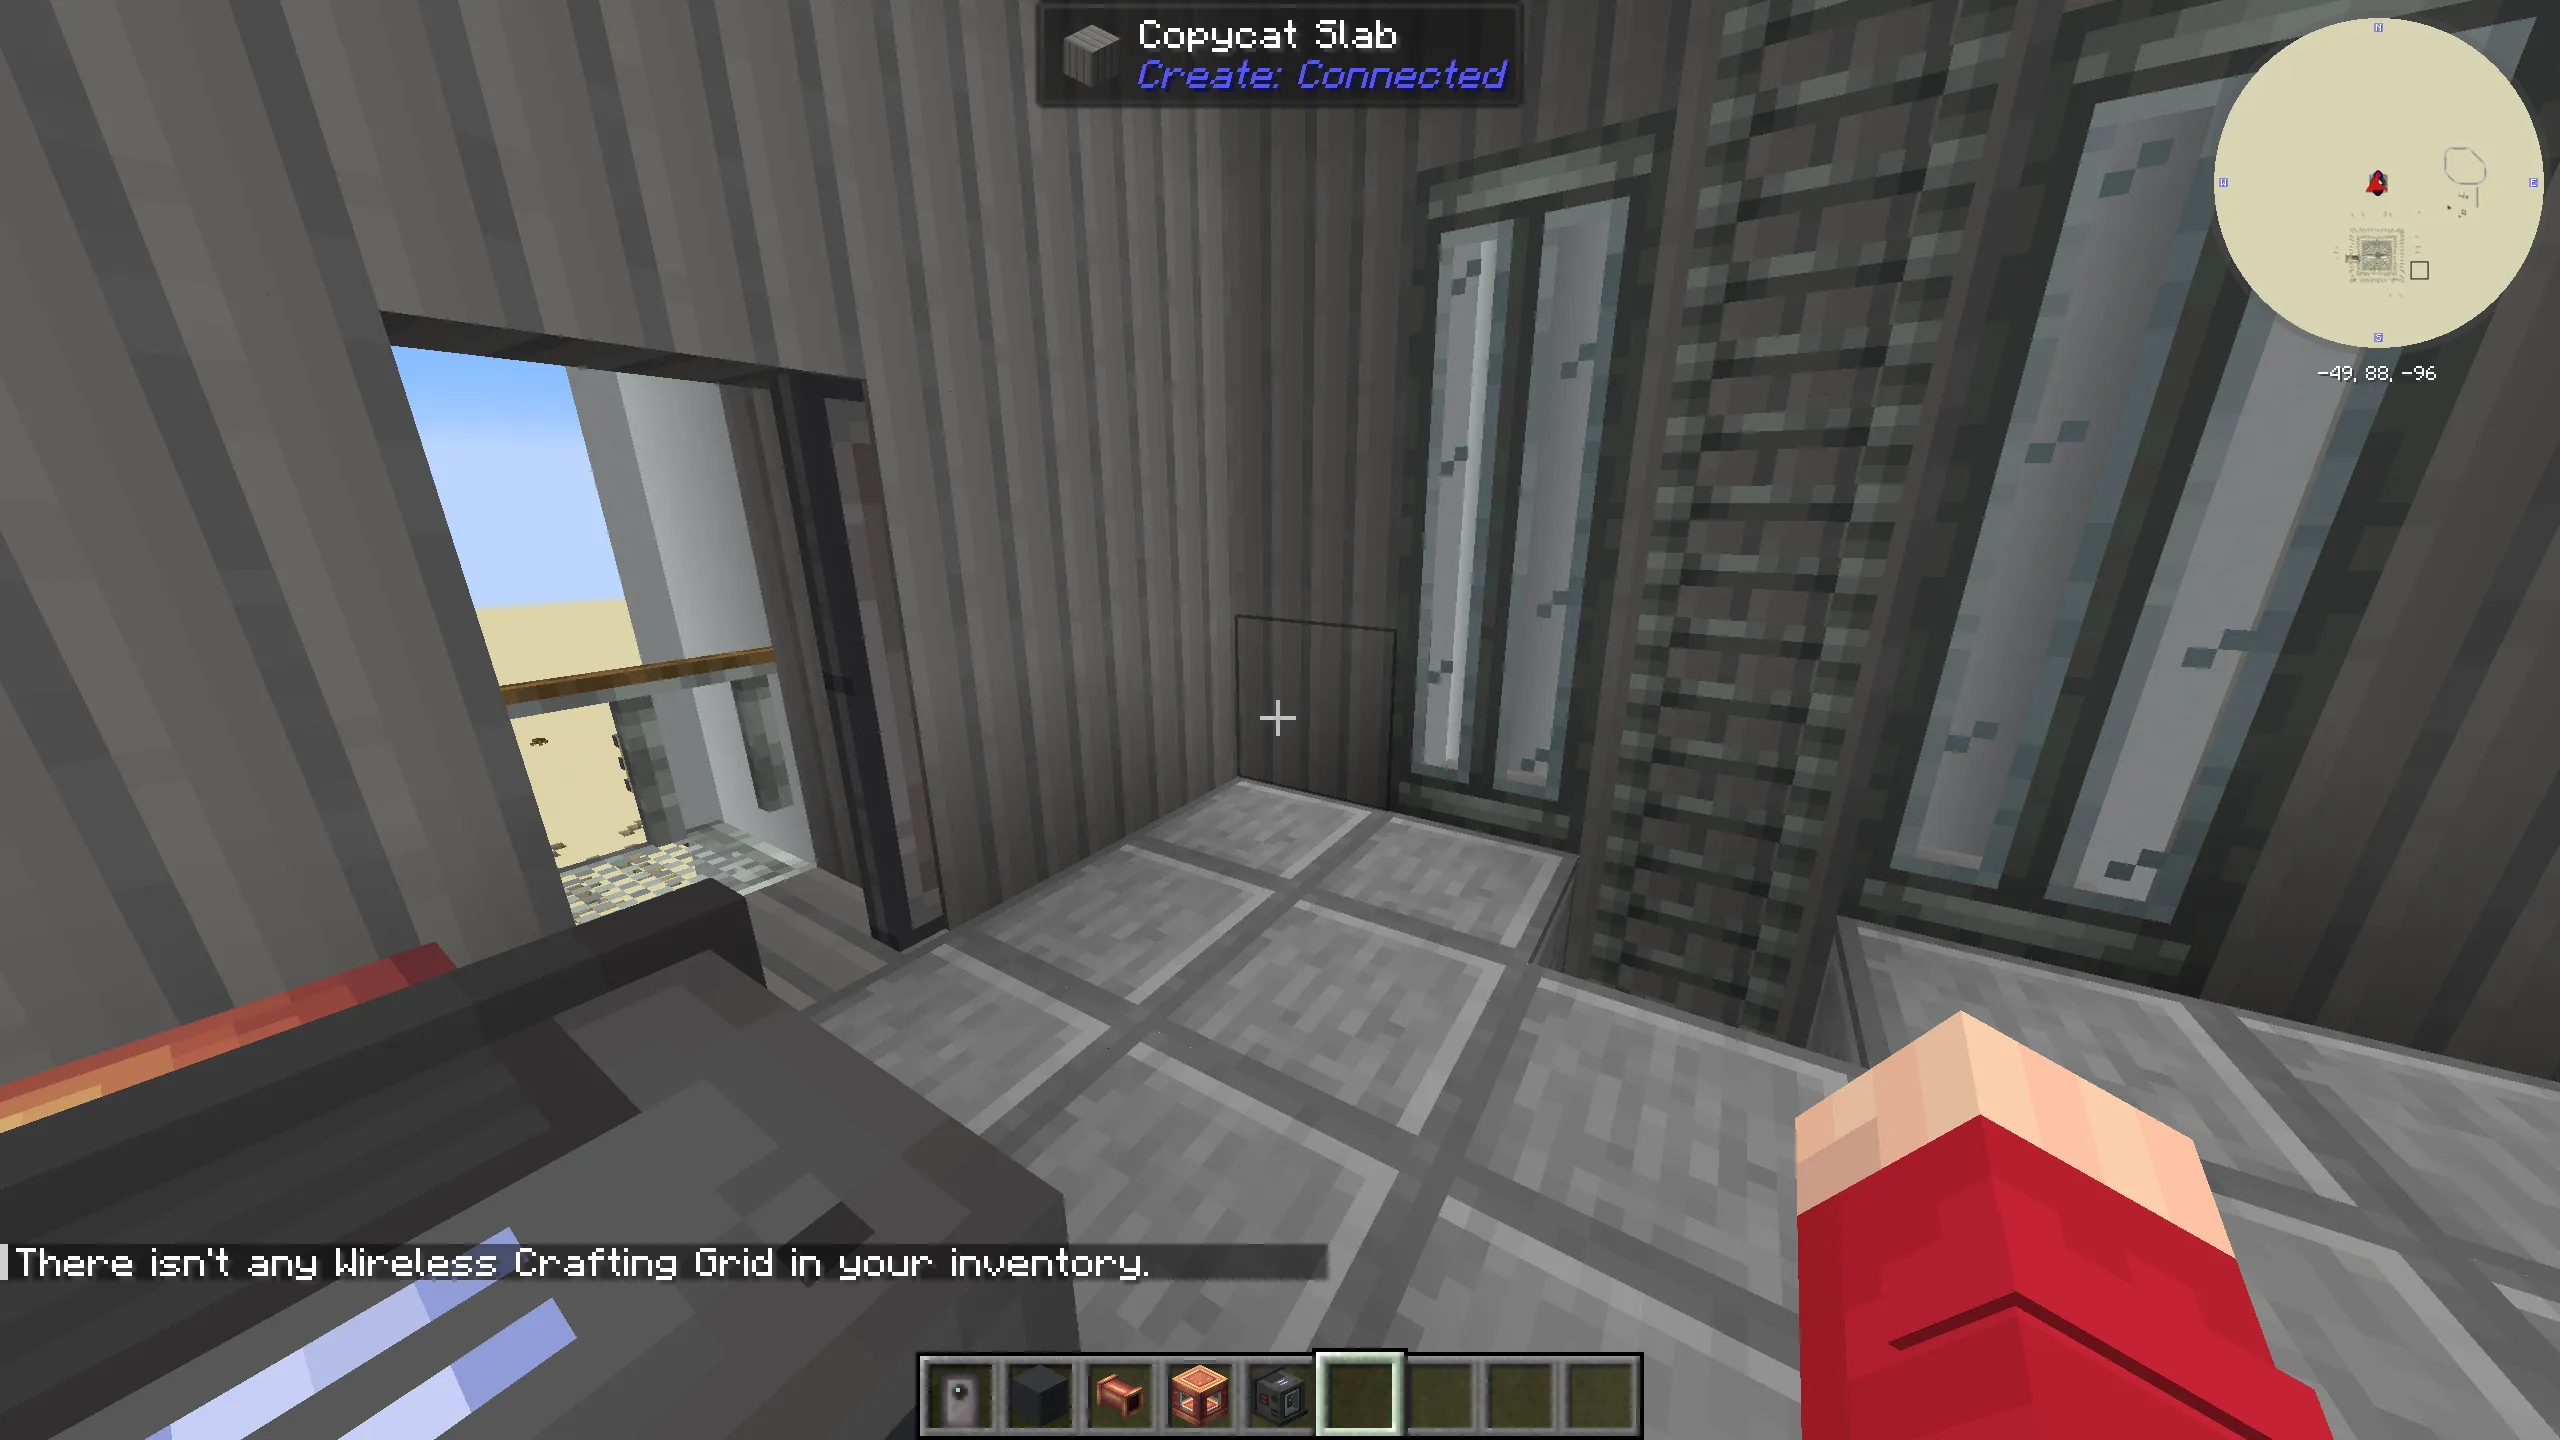 Copycat Slab
Create: Connected
N
W
E
S
-49, 88, -96
There isn't any Wireless Crafting Grid in your inventory.